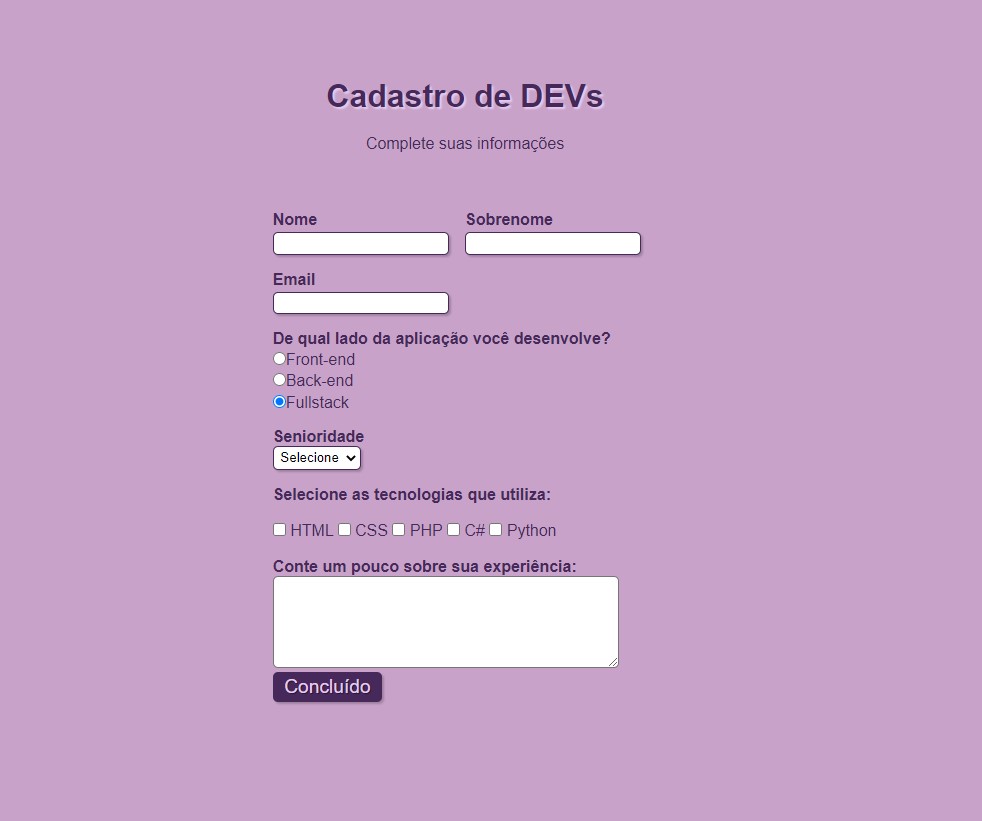 Cadastro de DEVs
Complete suas informações
Nome Sobrenome
Email
De qual lado da aplicação você desenvolve?
Front-end
Back-end
Fullstack
Senioridade
Selecione
Selecione as tecnologias que utiliza:
HTML CSS PHP C# Python
Conte um pouco sobre sua experiência:
Concluído